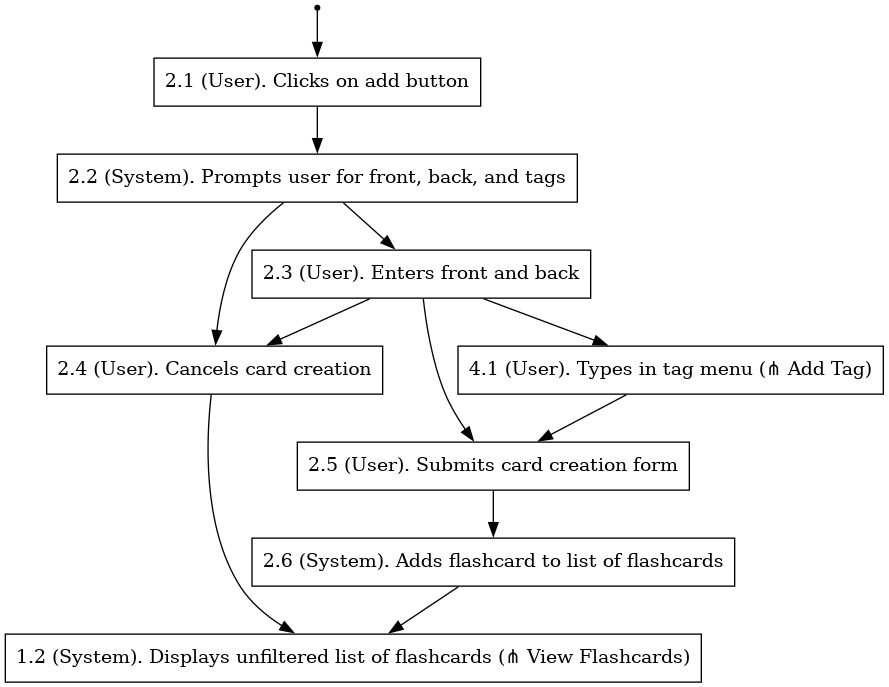 2.1 (User). Clicks on add button
2.2 (System). Prompts user for front, back, and tags
2.3 (User). Enters front and back
2.4 (User). Cancels card creation
4.1 (User). Types in tag menu (⋔ Add Tag)
2.5 (User). Submits card creation form
2.6 (System). Adds flashcard to list of flashcards
1.2 (System). Displays unfiltered list of flashcards (⋔ View Flashcards)